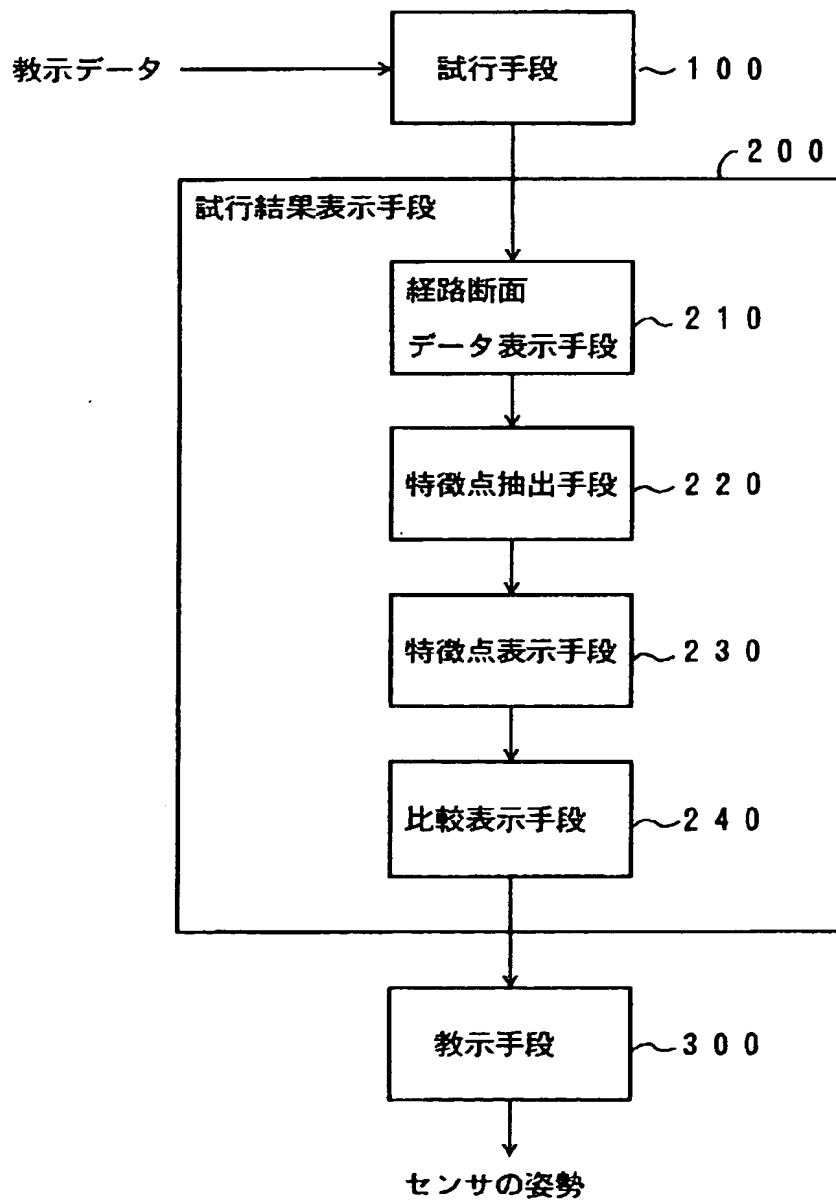 教示データ
試行手段
100
200
試行結果表示手段
経路断面
データ表示手段
210
特徴点抽出手段
220
特徴点表示手段
230
比較表示手段
240
教示手段
300
センサの姿勢